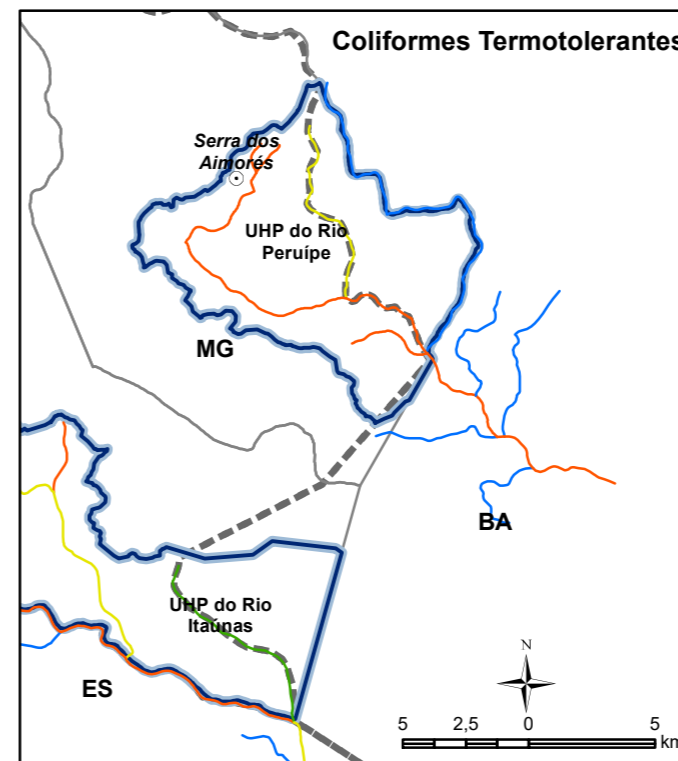 Coliformes Termotolerantes
Serra dos
Aimorés
UHP do Rio
Peruípe
MG
BA
UHP do Rio
Itaúnas
ES
N
5 2,5 0 5
km